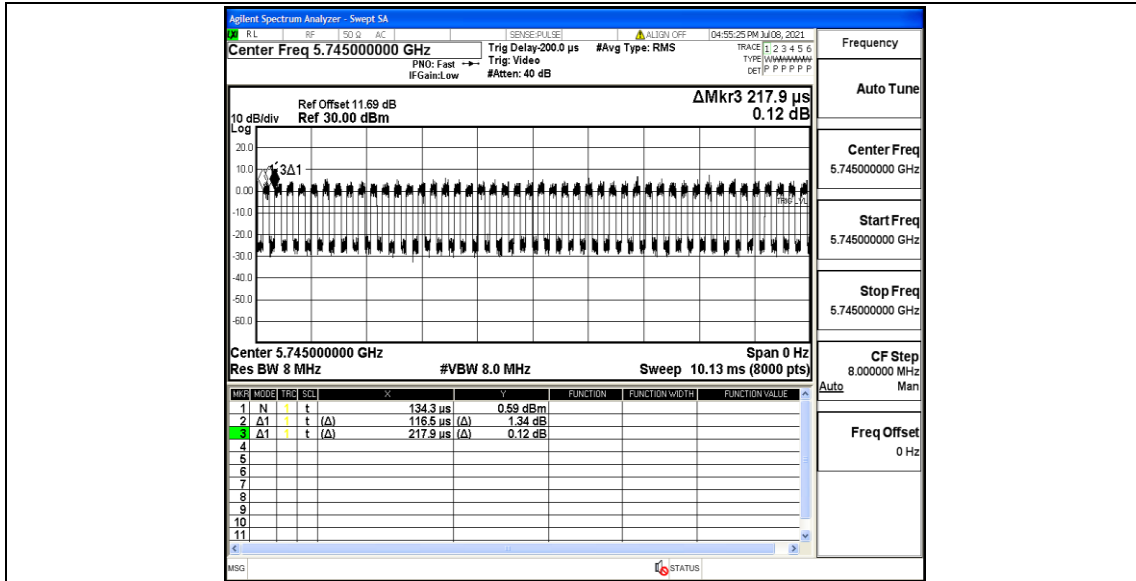 Agilent Spectrum Analyzer - Swept SA
LXI RL RF 50 Ω AC SENSE:PULSE ALIGN OFF 04:55:25 PM Jul 08, 2021
Center Freq 5.745000000 GHz
PNO: Fast
IFGain:Low
Trig Delay-200.0 µs
Trig: Video
#Atten: 40 dB
#Avg Type: RMS
TRACE 1 2 3 4 5 6
TYPE
DET P P P P P P
Ref Offset 11.69 dB
10 dB/div Ref 30.00 dBm
Log
ΔMkr3 217.9 µs
0.12 dB
20.0
10.0
0.00
-10.0
-20.0
-30.0
-40.0
-50.0
-60.0
3Δ1
TRIG LVL
Center 5.745000000 GHz Span 0 Hz
Res BW 8 MHz #VBW 8.0 MHz Sweep 10.13 ms (8000 pts)
MKR MODE TRC SCL X Y FUNCTION FUNCTION WIDTH FUNCTION VALUE
1 N 1 t 134.3 µs 0.59 dBm
2 Δ1 1 t (Δ) 116.5 µs (Δ) 1.34 dB
3 Δ1 1 t (Δ) 217.9 µs (Δ) 0.12 dB
4
5
6
7
8
9
10
11
MSG STATUS
Frequency
Auto Tune
Center Freq
5.745000000 GHz
Start Freq
5.745000000 GHz
Stop Freq
5.745000000 GHz
CF Step
8.000000 MHz
Auto Man
Freq Offset
0 Hz